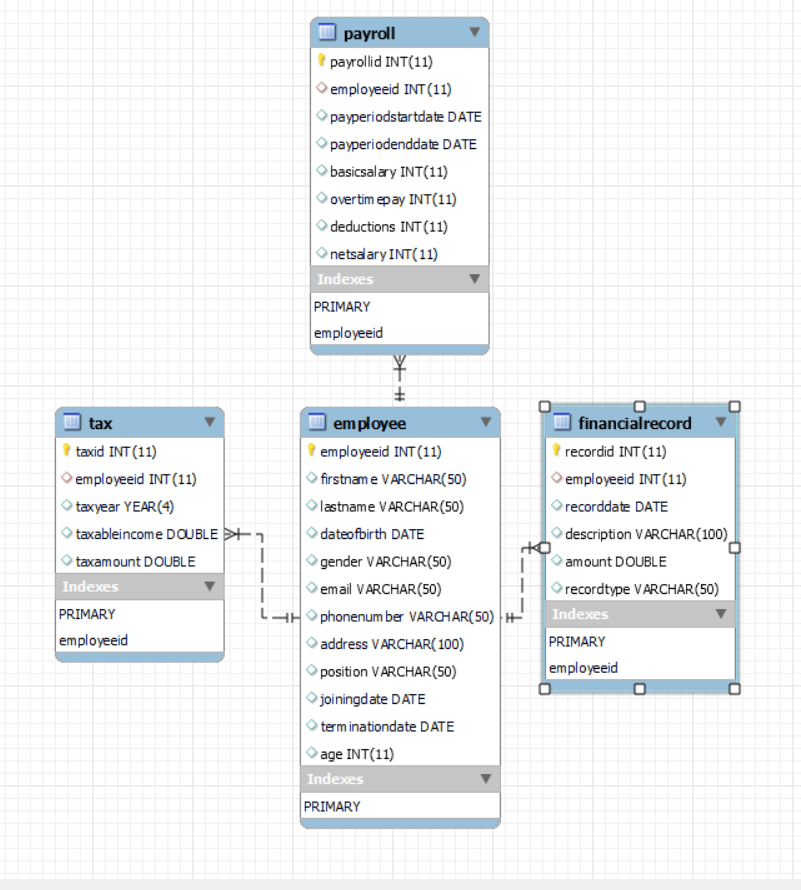 payroll
payrollid INT(11)
employeeid INT(11)
payperiodstartdate DATE
payperiodenddate DATE
basicsalary INT(11)
overtimepay INT(11)
deductions INT(11)
netsalary INT(11)
Indexes
PRIMARY
employeeid
tax
taxid INT(11)
employeeid INT(11)
taxyear YEAR(4)
taxableincome DOUBLE
taxamount DOUBLE
Indexes
PRIMARY
employeeid
employee
employeeid INT(11)
firstname VARCHAR(50)
lastname VARCHAR(50)
dateofbirth DATE
gender VARCHAR(50)
email VARCHAR(50)
phonenumber VARCHAR(50)
address VARCHAR(100)
position VARCHAR(50)
joiningdate DATE
terminationdate DATE
age INT(11)
Indexes
PRIMARY
financialrecord
recordid INT(11)
employeeid INT(11)
recorddate DATE
description VARCHAR(100)
amount DOUBLE
recordtype VARCHAR(50)
Indexes
PRIMARY
employeeid